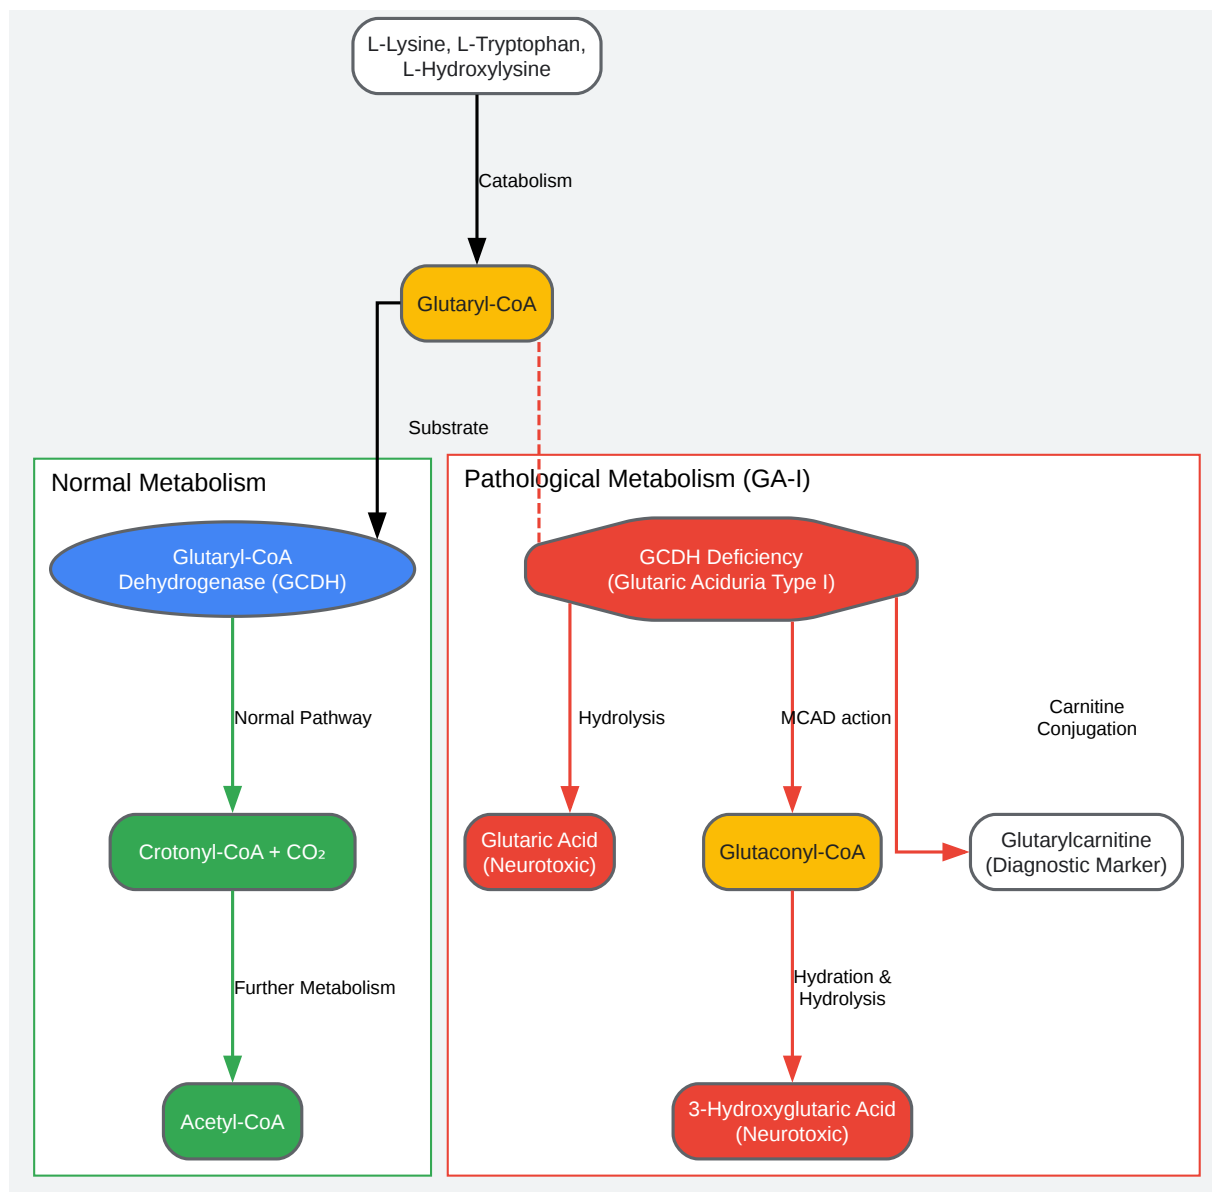 L-Lysine, L-Tryptophan,
L-Hydroxylysine
Catabolism
Glutaryl-CoA
Substrate
Normal Metabolism
Glutaryl-CoA
Dehydrogenase (GCDH)
Normal Pathway
Crotonyl-CoA + CO₂
Further Metabolism
Acetyl-CoA
Pathological Metabolism (GA-I)
GCDH Deficiency
(Glutaric Aciduria Type I)
Hydrolysis
MCAD action
Carnitine
Conjugation
Glutaric Acid
(Neurotoxic)
Glutaconyl-CoA
Glutarylcarnitine
(Diagnostic Marker)
Hydration &
Hydrolysis
3-Hydroxyglutaric Acid
(Neurotoxic)